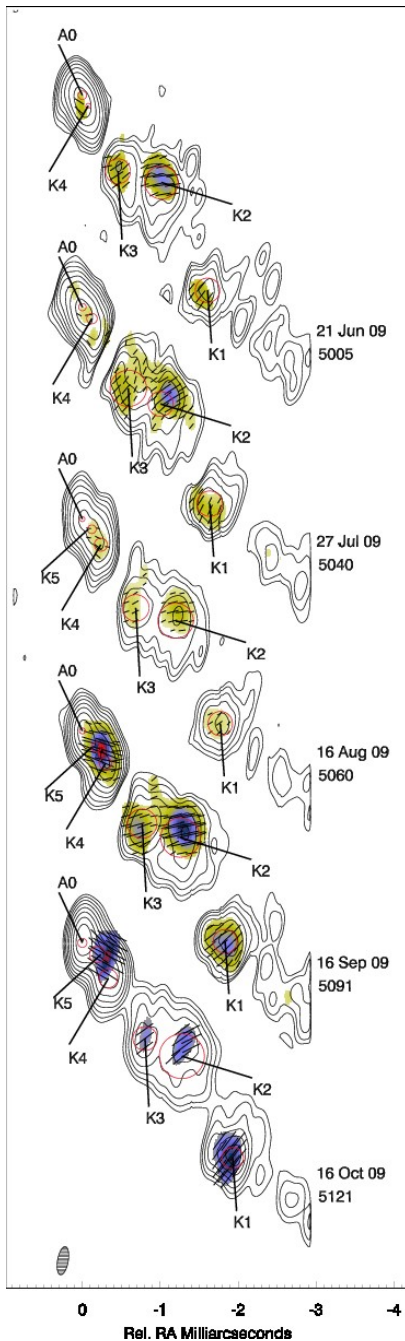 A0
K4
K3
K2
A0
K1
21 Jun 09
5005
K4
K3
K2
A0
K1
27 Jul 09
5040
K5
K4
K3
K2
A0
K1
16 Aug 09
5060
K5
K4
K3
K2
A0
K1
16 Sep 09
5091
K5
K4
K3
K2
K1
16 Oct 09
5121
0 -1 -2 -3 -4
Rel. RA Milliarcseconds